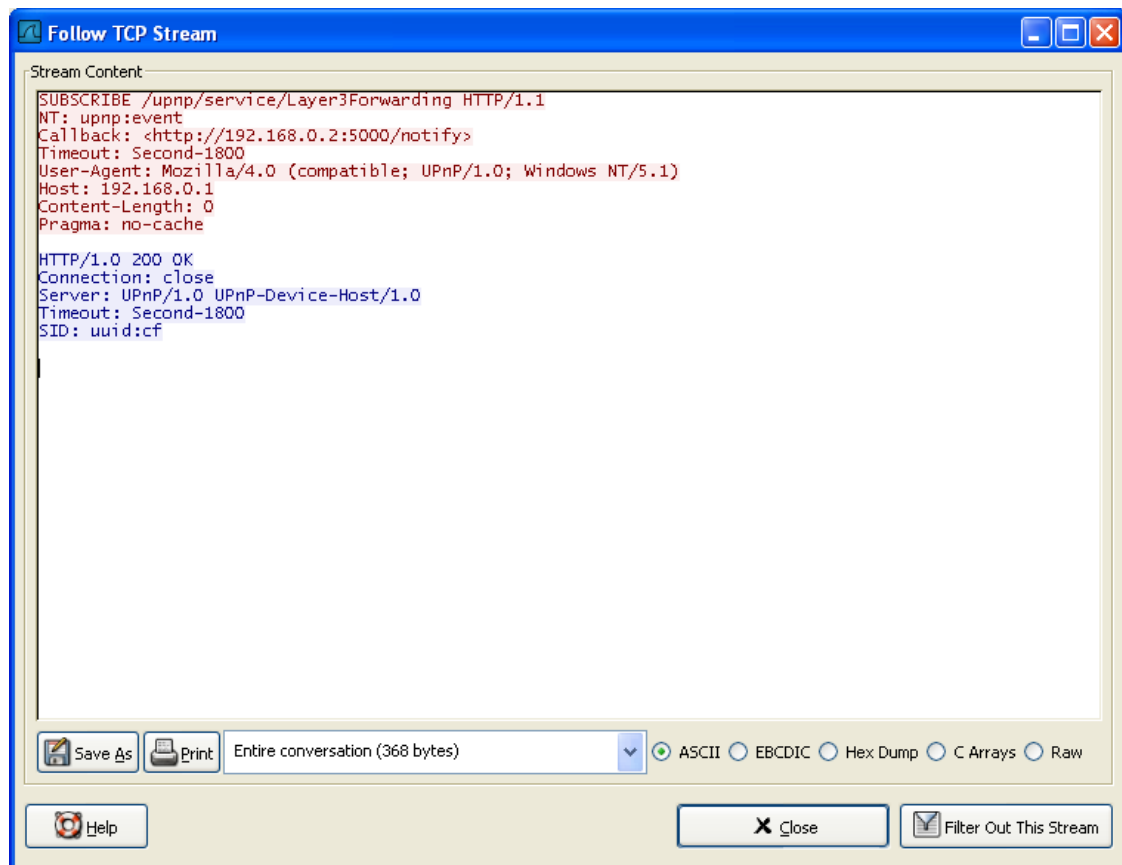 Follow TCP Stream
Stream Content
SUBSCRIBE /upnp/service/Layer3Forwarding HTTP/1.1
NT: upnp:event
Callback: <http://192.168.0.2:5000/notify>
Timeout: Second-1800
User-Agent: Mozilla/4.0 (compatible; UPnP/1.0; Windows NT/5.1)
Host: 192.168.0.1
Content-Length: 0
Pragma: no-cache
HTTP/1.0 200 OK
Connection: close
Server: UPnP/1.0 UPnP-Device-Host/1.0
Timeout: Second-1800
SID: uuid:cf
Save As Print Entire conversation (368 bytes) ASCII EBCDIC Hex Dump C Arrays Raw
Help Close Filter Out This Stream